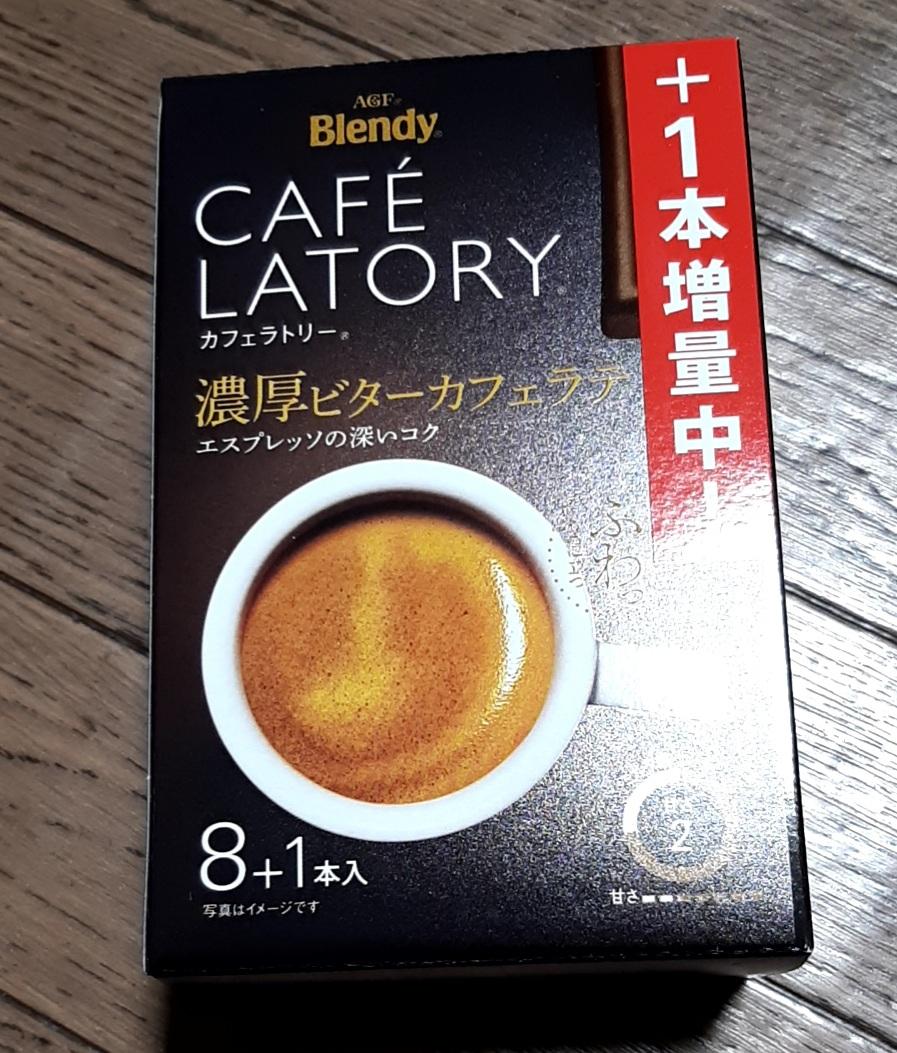 AGF
Blendy
CAFÉ
LATORY
カフェラトリー
濃厚ビターカフェラテ
エスプレッソの深いコク
+1本増量中
ふわっ
2
甘さ
8+1本入
写真はイメージです